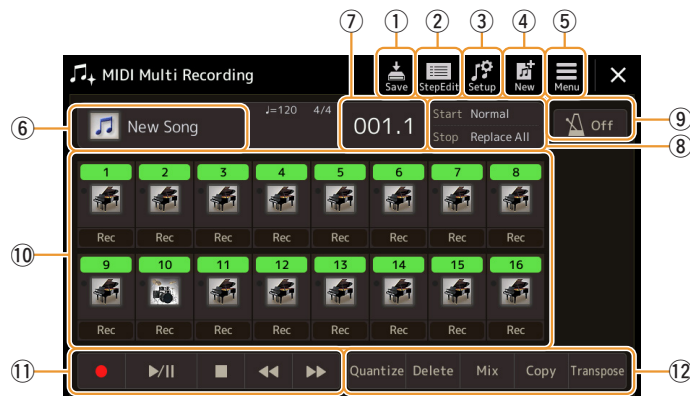 ⑦ ① ② ③ ④ ⑤
MIDI Multi Recording
Save StepEdit Setup New Menu
⑥ New Song
♩=120 4/4
001.1
Start Normal
Stop Replace All
Off ⑨
⑧
1 2 3 4 5 6 7 8
Rec Rec Rec Rec Rec Rec Rec Rec
⑩
9 10 11 12 13 14 15 16
Rec Rec Rec Rec Rec Rec Rec Rec
⑪ Quantize Delete Mix Copy Transpose ⑫